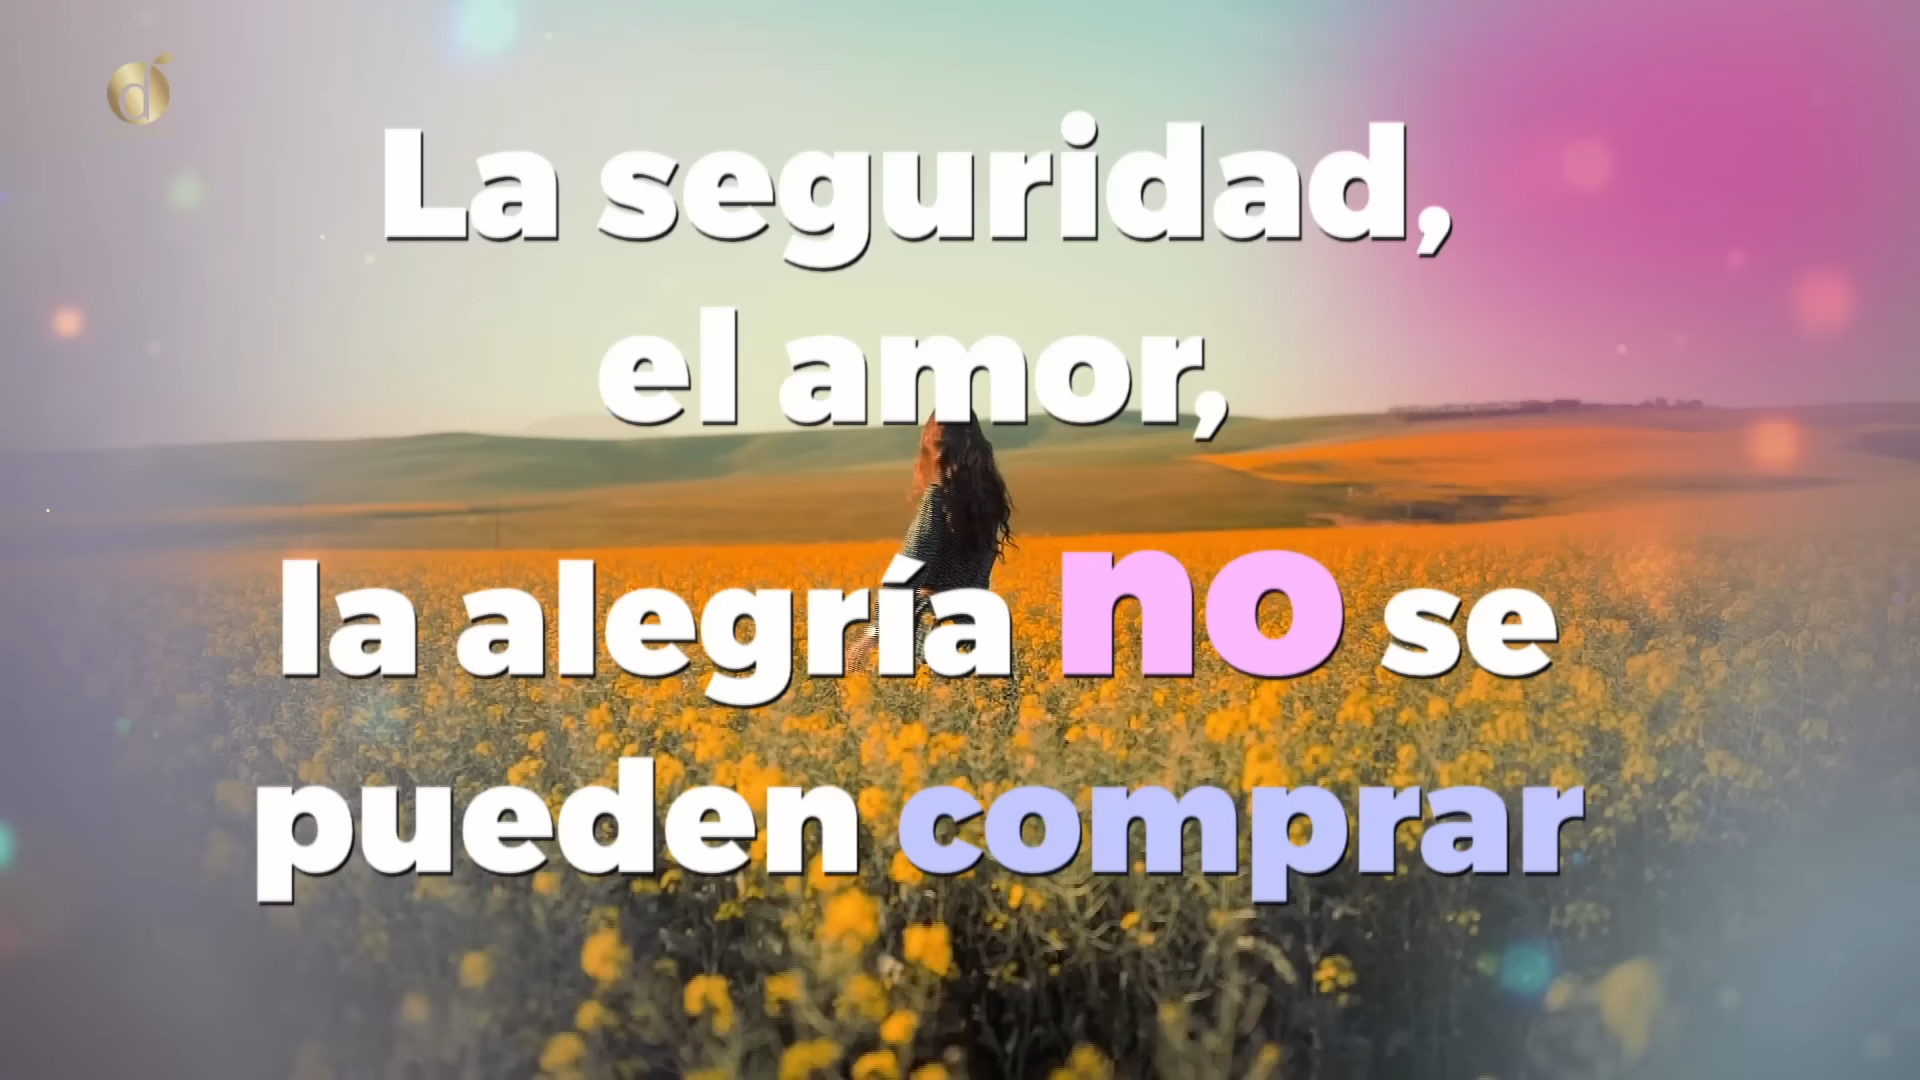 La seguridad,
el amor,
la alegría no se
pueden comprar
d